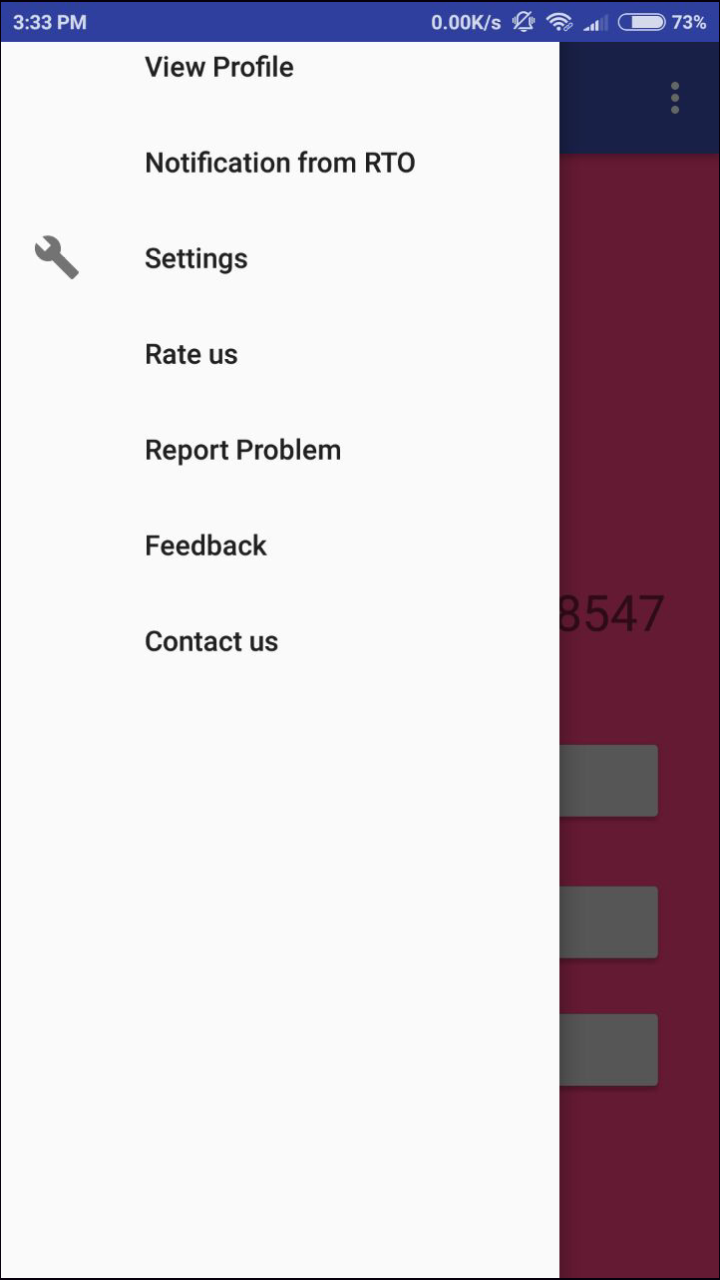 3:33 PM 0.00K/s 73%
View Profile
Notification from RTO
Settings
Rate us
Report Problem
Feedback
8547
Contact us